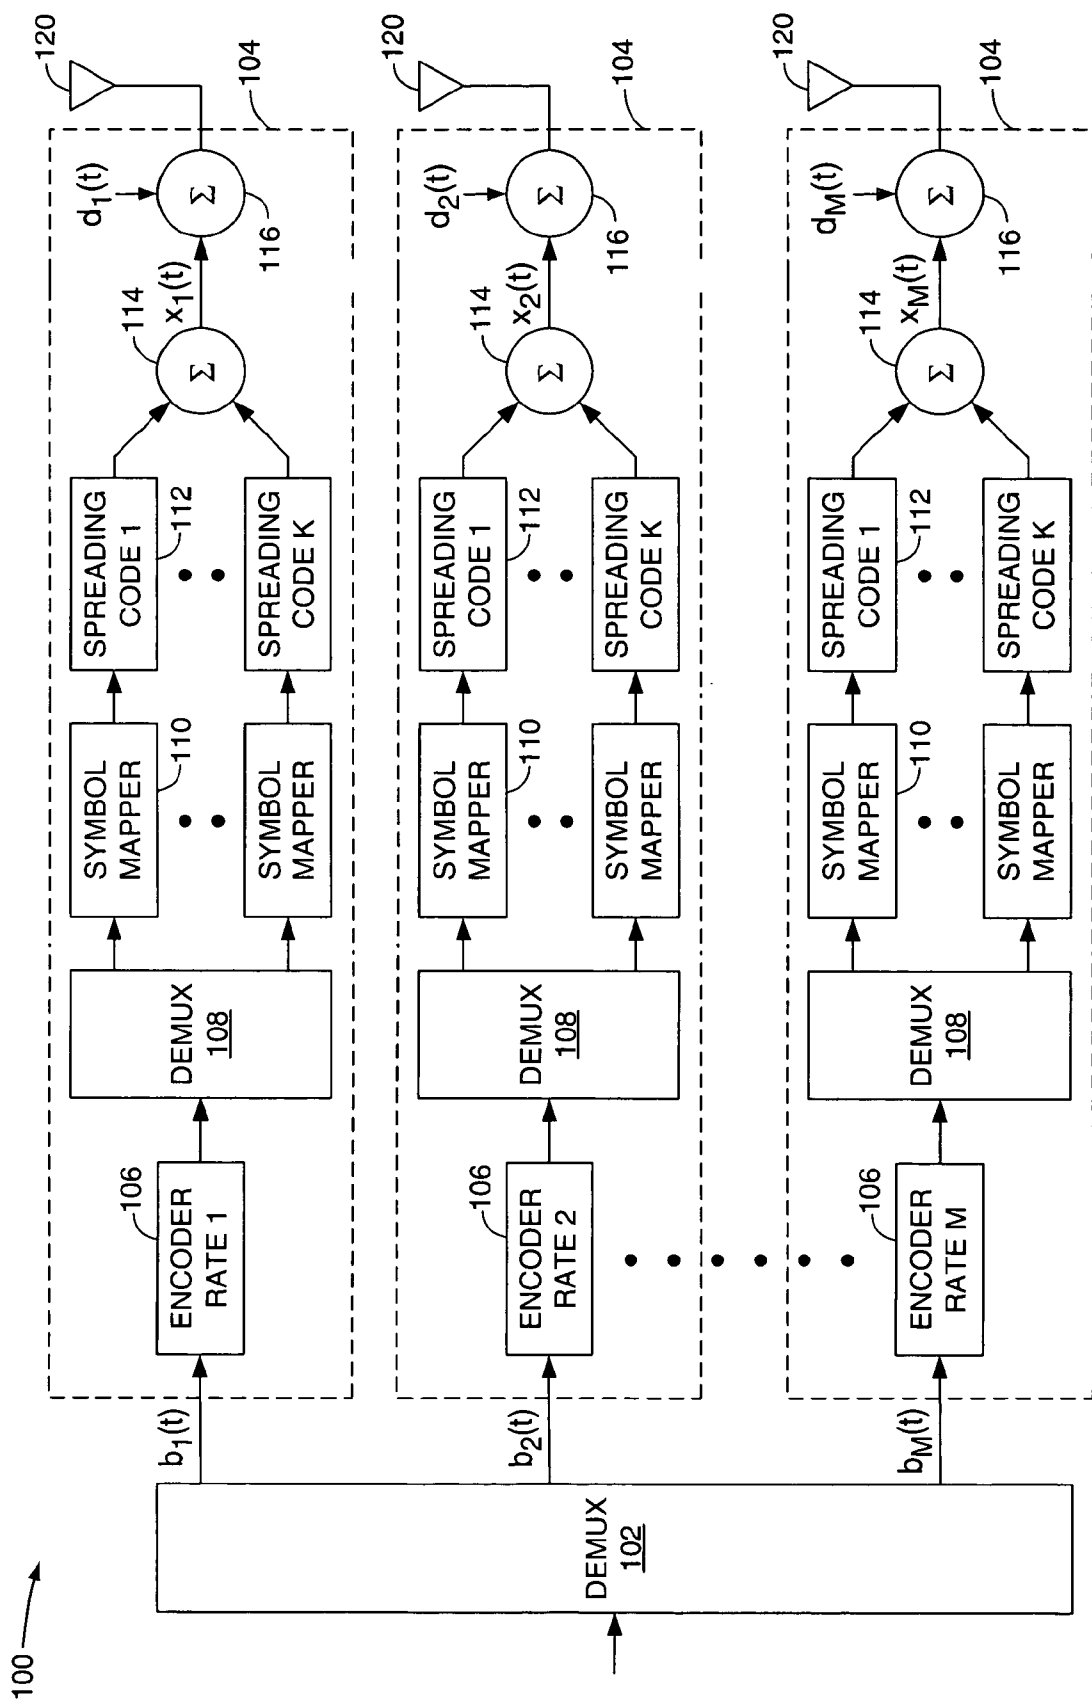 100
DEMUX
102
b1(t)
104
ENCODER
RATE 1
106
DEMUX
108
SYMBOL
MAPPER
110
SYMBOL
MAPPER
SPREADING
CODE 1
112
SPREADING
CODE K
Σ
114
x1(t)
d1(t)
Σ
116
120
b2(t)
104
ENCODER
RATE 2
106
DEMUX
108
SYMBOL
MAPPER
110
SYMBOL
MAPPER
SPREADING
CODE 1
112
SPREADING
CODE K
Σ
114
x2(t)
d2(t)
Σ
116
120
bM(t)
104
ENCODER
RATE M
106
DEMUX
108
SYMBOL
MAPPER
110
SYMBOL
MAPPER
SPREADING
CODE 1
112
SPREADING
CODE K
Σ
114
xM(t)
dM(t)
Σ
116
120